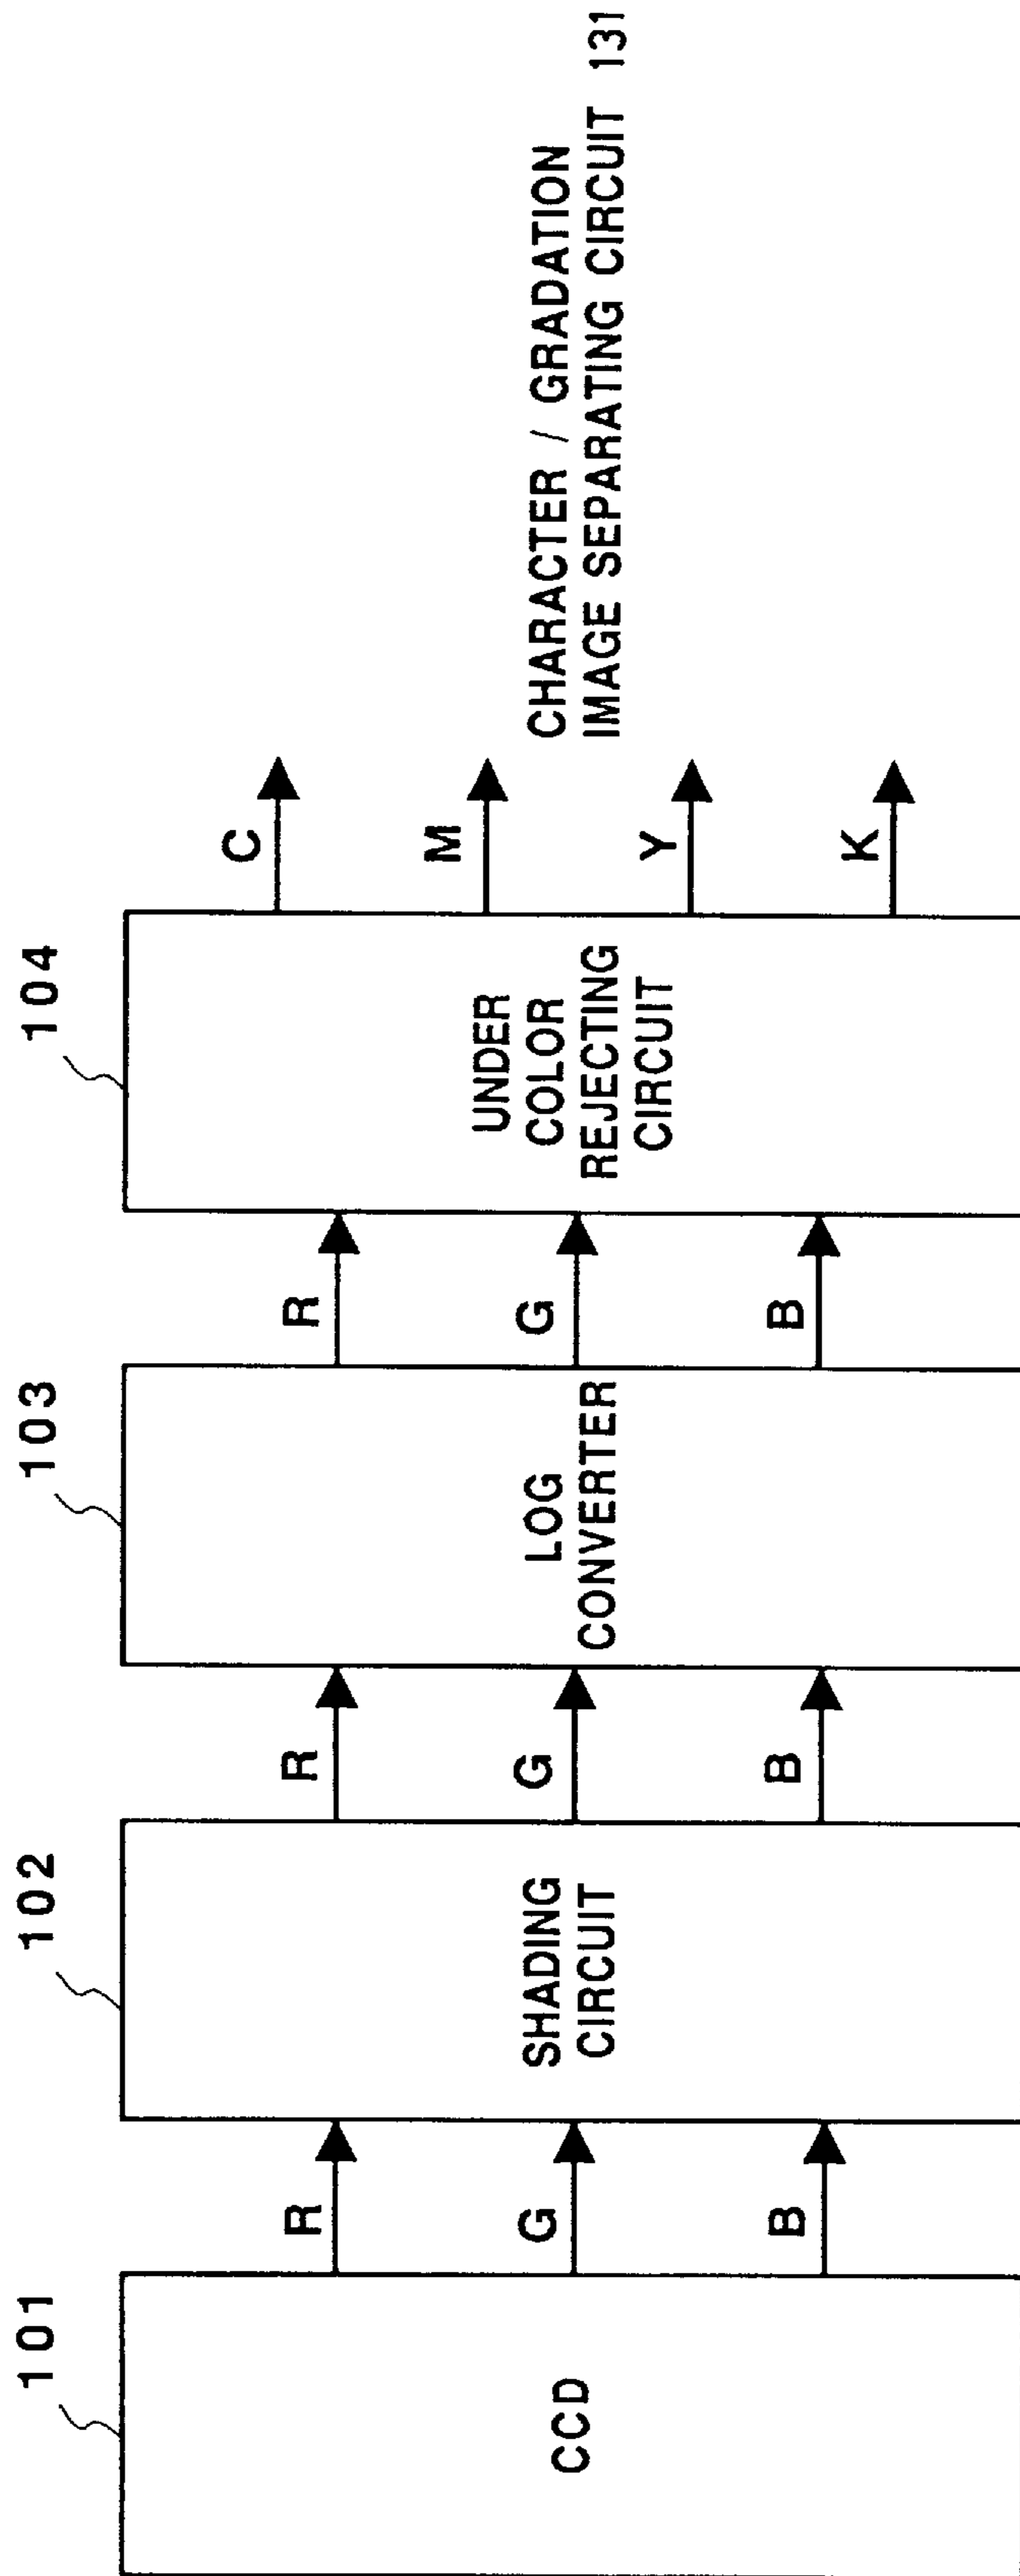 101
CCD
R
G
B
102
SHADING
CIRCUIT
R
G
B
103
LOG
CONVERTER
R
G
B
104
UNDER
COLOR
REJECTING
CIRCUIT
C
M
Y
K
CHARACTER / GRADATION
IMAGE SEPARATING CIRCUIT 131